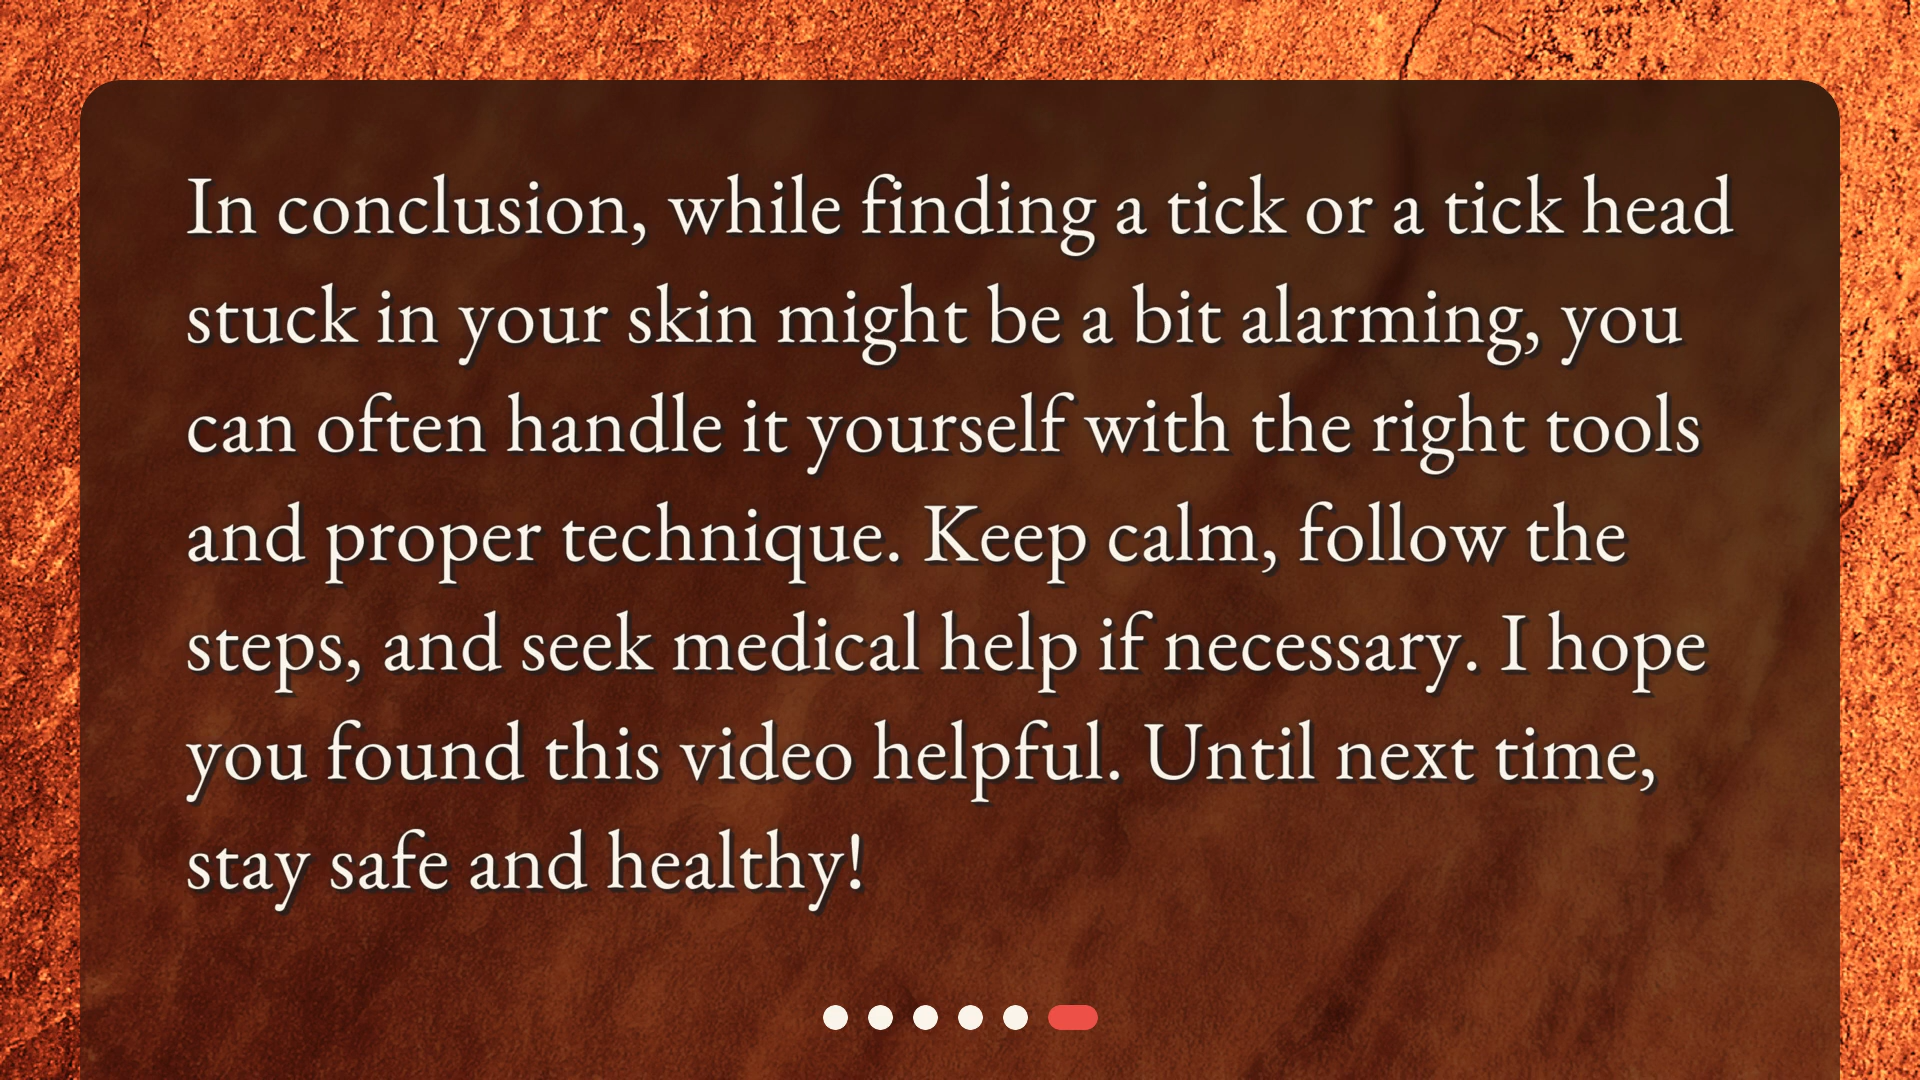 In conclusion, while finding a tick or a tick head
stuck in your skin might be a bit alarming, you
can often handle it yourself with the right tools
and proper technique. Keep calm, follow the
steps, and seek medical help if necessary. I hope
you found this video helpful. Until next time,
stay safe and healthy!